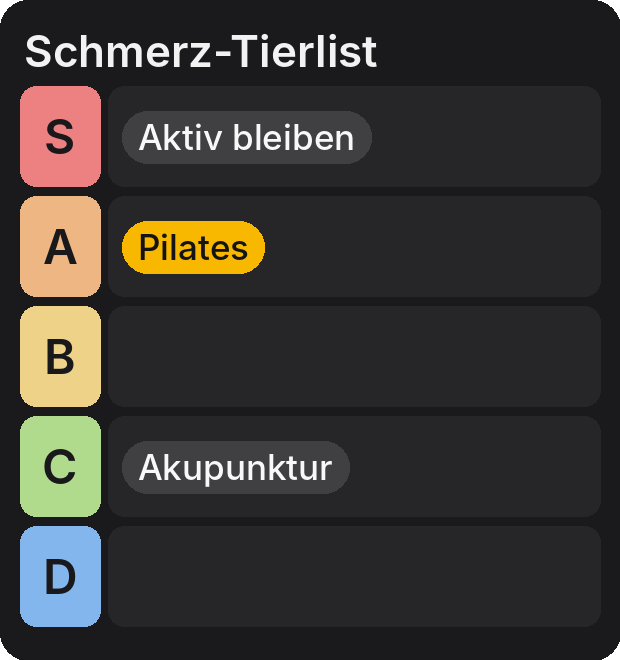 Schmerz-Tierlist
S
Aktiv bleiben
A
Pilates
B
C
Akupunktur
D